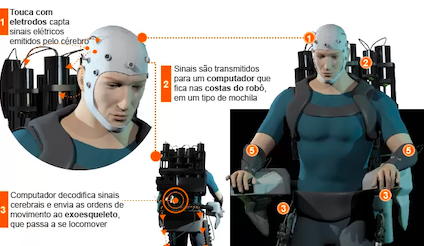 1
Touca com
eletrodos capta
sinais elétricos
emitidos pelo cérebro
2
Sinais são transmitidos
para um computador que
fica nas costas do robô,
em um tipo de mochila
3
Computador decodifica sinais
cerebrais e envia as ordens de
movimento ao exoesqueleto,
que passa a se locomover
1
2
5
5
3
3